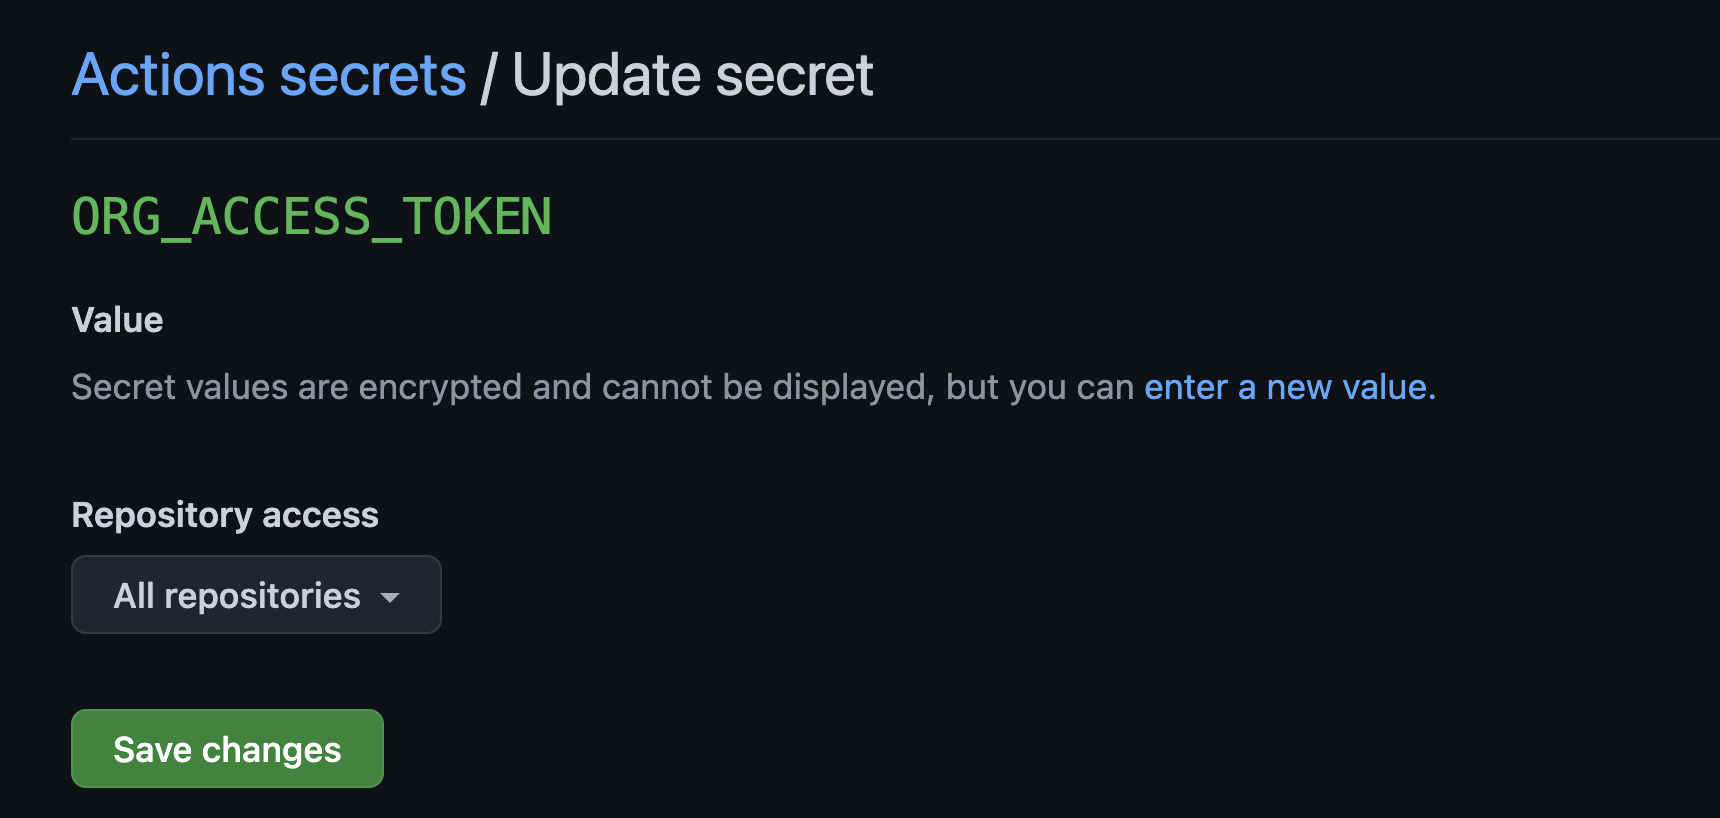 Actions secrets / Update secret
ORG_ACCESS_TOKEN
Value
Secret values are encrypted and cannot be displayed, but you can enter a new value.
Repository access
All repositories
Save changes